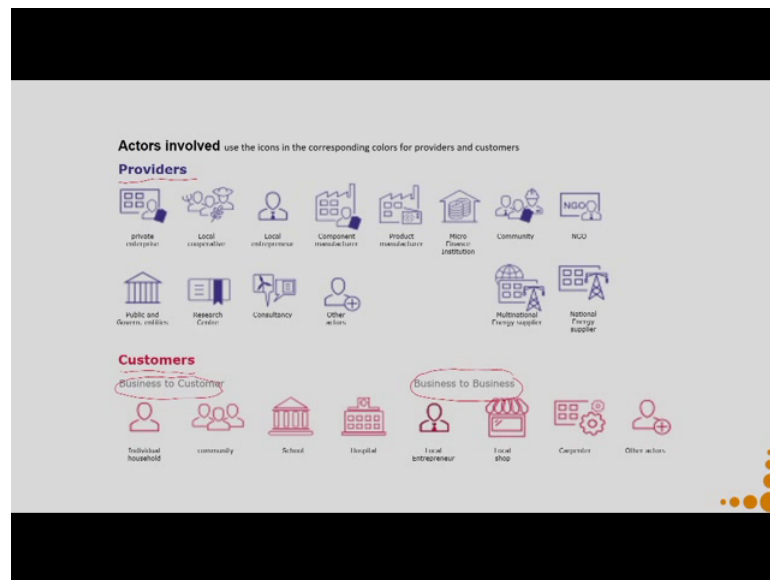 Actors involved use the icons in the corresponding colors for providers and customers
Providers
private
enterprise
Local
cooperative
Local
entrepreneur
Component
manufacturer
Product
manufacturer
Micro
Finance
Institution
Community
NGO
NGO
Public and
Govern. entities
Research
Center
Consultancy
Other
actors
Multinational
Energy supplier
National
Energy
supplier
Customers
Business to Customer
Business to Business
Individual
household
community
School
Hospital
Local
Entrepreneur
Local
shop
Carpenter
Other actors